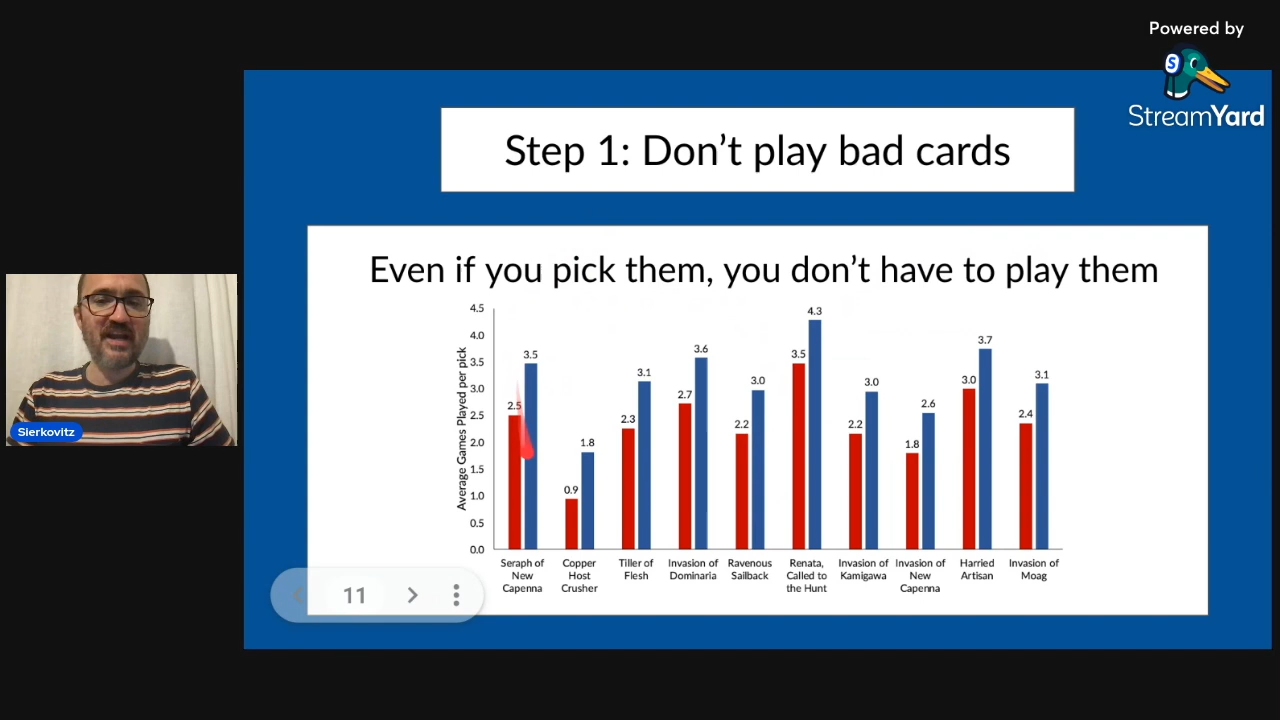 Powered by
StreamYard
Step 1: Don't play bad cards
Even if you pick them, you don't have to play them
Average Games Played per pick
4.5
4.0
3.5
3.0
2.5
2.0
1.5
1.0
0.5
0.0
2.5
3.5
0.9
1.8
2.3
3.1
2.7
3.6
2.2
3.0
3.5
4.3
2.2
3.0
1.8
2.6
3.0
3.7
2.4
3.1
Seraph of
New
Capenna
Copper
Host
Crusher
Tiller of
Flesh
Invasion of
Dominaria
Ravenous
Sailback
Renata,
Called to
the Hunt
Invasion of
Kamigawa
Invasion of
New
Capenna
Harried
Artisan
Invasion of
Moag
11
Sierkovitz
S